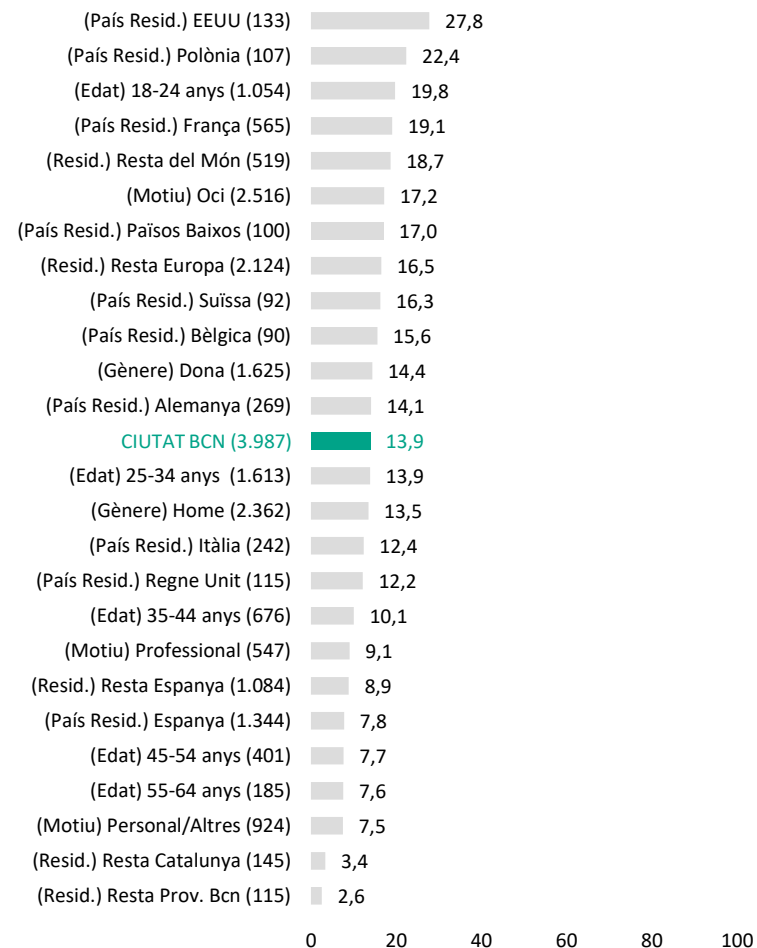 (País Resid.) EEUU (133) 27,8
(País Resid.) Polònia (107) 22,4
(Edat) 18-24 anys (1.054) 19,8
(País Resid.) França (565) 19,1
(Resid.) Resta del Món (519) 18,7
(Motiu) Oci (2.516) 17,2
(País Resid.) Països Baixos (100) 17,0
(Resid.) Resta Europa (2.124) 16,5
(País Resid.) Suïssa (92) 16,3
(País Resid.) Bèlgica (90) 15,6
(Gènere) Dona (1.625) 14,4
(País Resid.) Alemanya (269) 14,1
CIUTAT BCN (3.987) 13,9
(Edat) 25-34 anys (1.613) 13,9
(Gènere) Home (2.362) 13,5
(País Resid.) Itàlia (242) 12,4
(País Resid.) Regne Unit (115) 12,2
(Edat) 35-44 anys (676) 10,1
(Motiu) Professional (547) 9,1
(Resid.) Resta Espanya (1.084) 8,9
(País Resid.) Espanya (1.344) 7,8
(Edat) 45-54 anys (401) 7,7
(Edat) 55-64 anys (185) 7,6
(Motiu) Personal/Altres (924) 7,5
(Resid.) Resta Catalunya (145) 3,4
(Resid.) Resta Prov. Bcn (115) 2,6
0 20 40 60 80 100